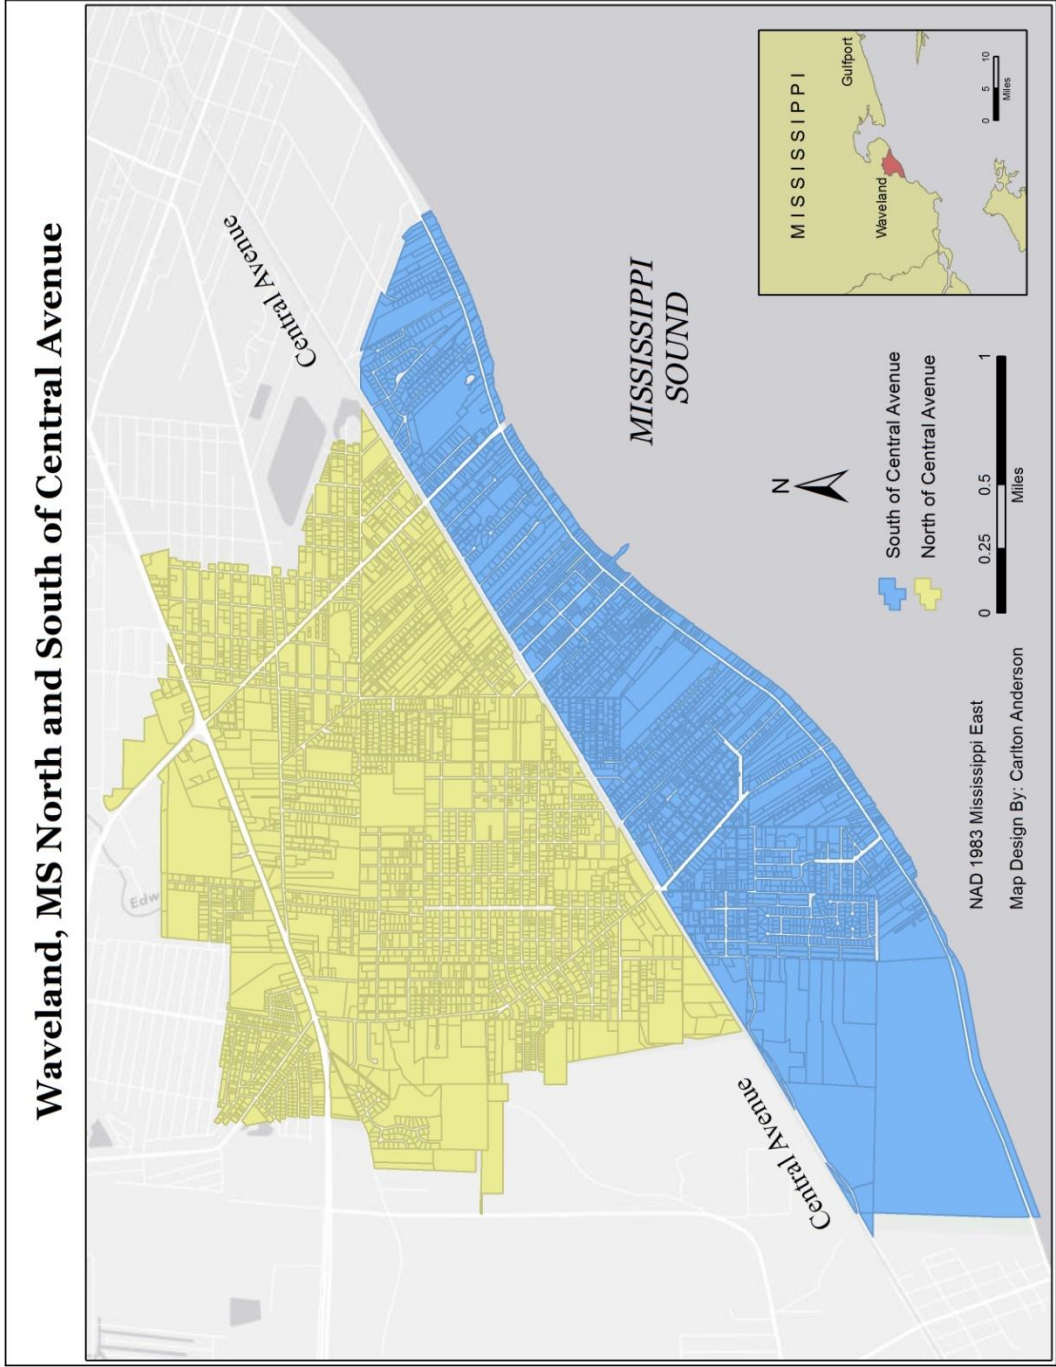 Waveland, MS North and South of Central Avenue
Central Avenue
Edw
Central Avenue
MISSISSIPPI
SOUND
N
South of Central Avenue
North of Central Avenue
0 0.25 0.5 1
Miles
NAD 1983 Mississippi East
Map Design By: Carlton Anderson
MISSISSIPPI
Gulfport
Waveland
0 5 10
Miles